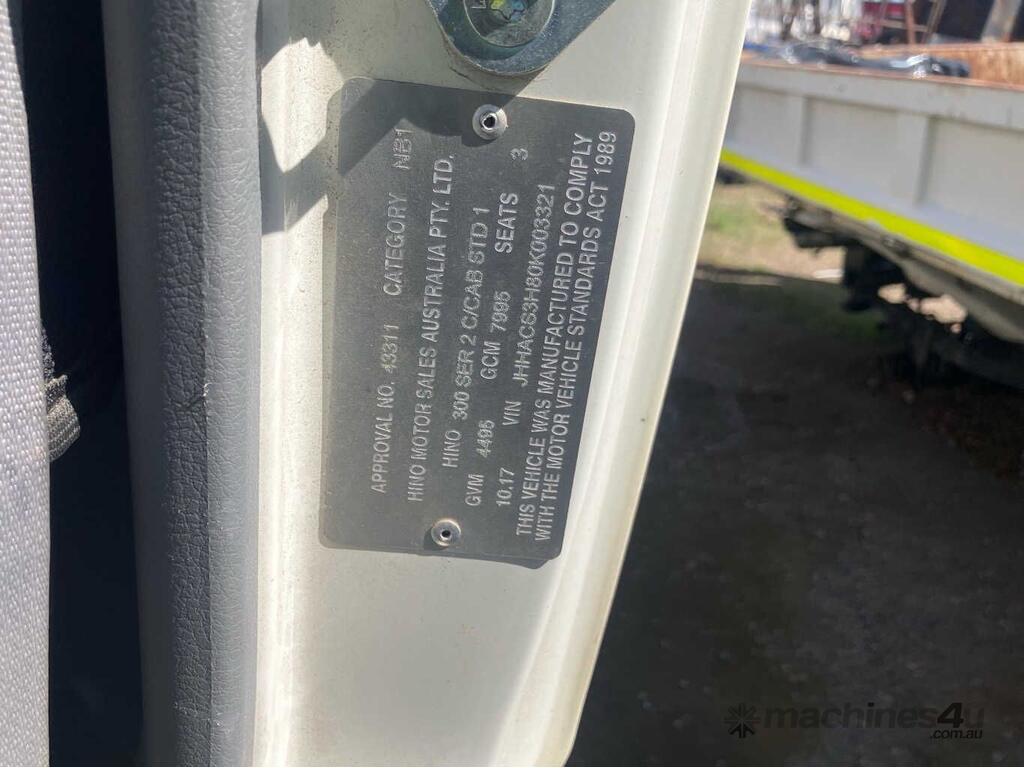 APPROVAL NO. 43311 CATEGORY NB1
HINO MOTOR SALES AUSTRALIA PTY. LTD.
HINO 300 SER 2 C/CAB STD 1
GVM 4495 GCM 7995 SEATS 3
10.17 VIN JHHACS3H80K003321
THIS VEHICLE WAS MANUFACTURED TO COMPLY
WITH THE MOTOR VEHICLE STANDARDS ACT 1989
machines4u
.com.au